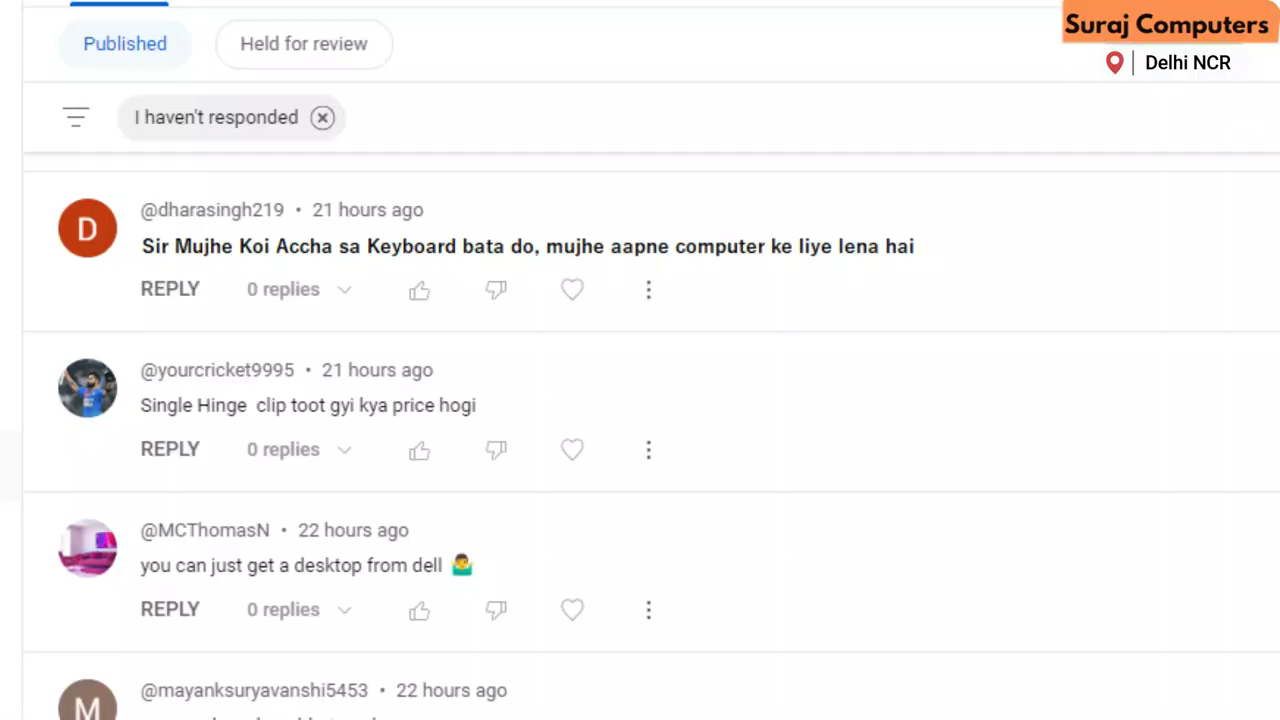 Suraj Computers
Delhi NCR
Published
Held for review
I haven't responded
D
@dharasingh219 • 21 hours ago
Sir Mujhe Koi Accha sa Keyboard bata do, mujhe aapne computer ke liye lena hai
REPLY 0 replies
@yourcricket9995 • 21 hours ago
Single Hinge clip toot gyi kya price hogi
REPLY 0 replies
@MCThomasN • 22 hours ago
you can just get a desktop from dell 🤷‍♂️
REPLY 0 replies
M
@mayanksuryavanshi5453 • 22 hours ago